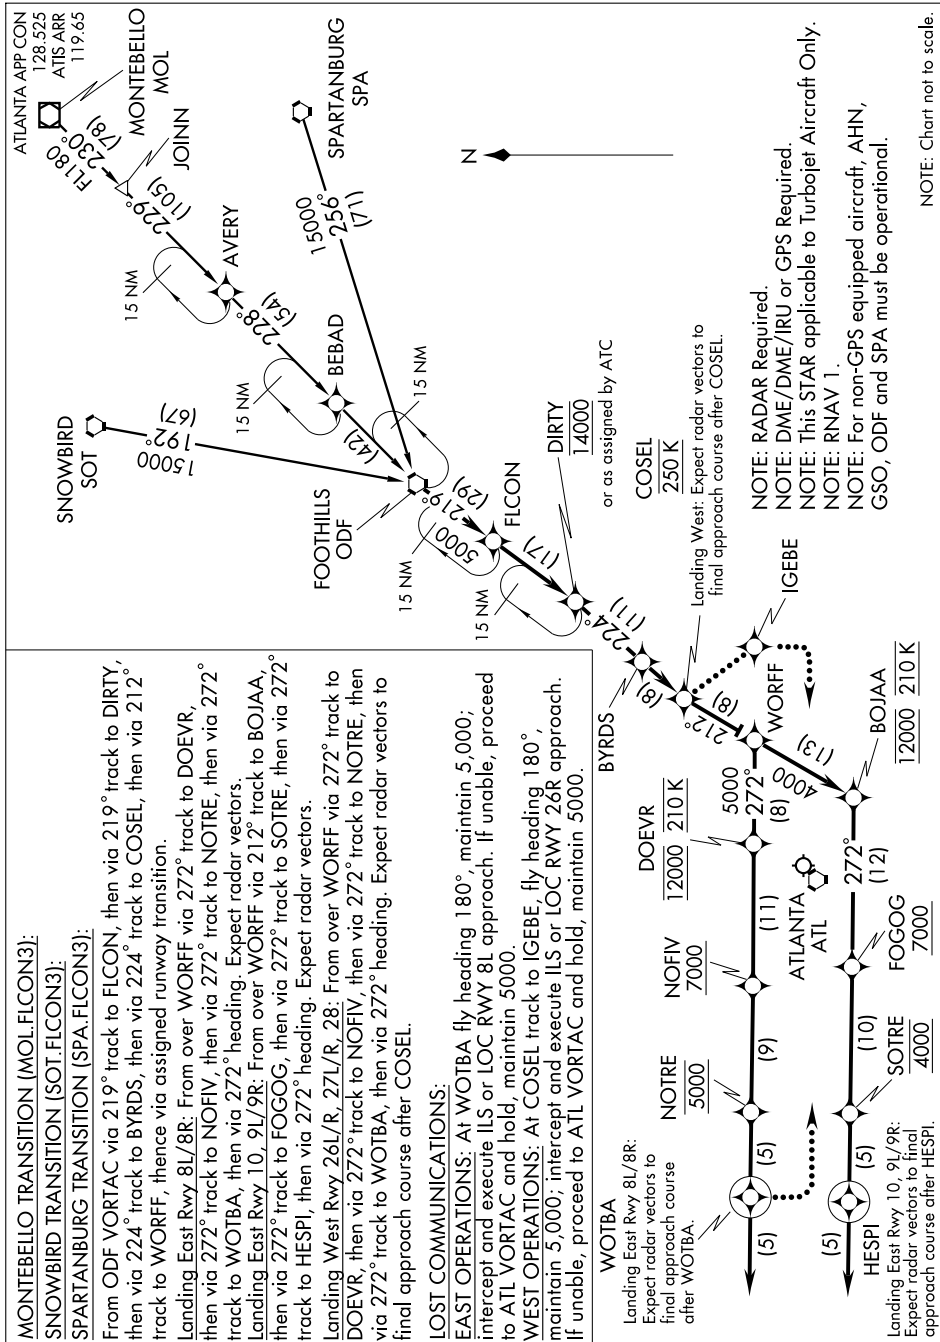 MONTEBELLO TRANSITION (MOL.FLCON3):
SNOWBIRD TRANSITION (SOT.FLCON3):
SPARTANBURG TRANSITION (SPA.FLCON3):
From ODF VORTAC via 219° track to FLCON, then via 219° track to DIRTY,
then via 224° track to BYRDS, then via 224° track to COSEL, then via 212°
track to WORFF, thence via assigned runway transition.
Landing East Rwy 8L/8R: From over WORFF via 272° track to DOEVR,
then via 272° track to NOFIV, then via 272° track to NOTRE, then via 272°
track to WOTBA, then via 272° heading. Expect radar vectors.
Landing East Rwy 10, 9L/9R: From over WORFF via 212° track to BOJAA,
then via 272° track to FOGOG, then via 272° track to SOTRE, then via 272°
track to HESPI, then via 272° heading. Expect radar vectors.
Landing West Rwy 26L/R, 27L/R, 28: From over WORFF via 272° track to
DOEVR, then via 272° track to NOFIV, then via 272° track to NOTRE, then
via 272° track to WOTBA, then via 272° heading. Expect radar vectors to
final approach course after COSEL.
LOST COMMUNICATIONS:
EAST OPERATIONS: At WOTBA fly heading 180°, maintain 5,000;
intercept and execute ILS or LOC RWY 8L approach. If unable, proceed
to ATL VORTAC and hold, maintain 5000.
WEST OPERATIONS: At COSEL track to IGEBE, fly heading 180°,
maintain 5,000; intercept and execute ILS or LOC RWY 26R approach.
If unable, proceed to ATL VORTAC and hold, maintain 5000.
ATLANTA APP CON
128.525
ATIS ARR
119.65
MONTEBELLO
MOL
FL180
230°
(78)
JOINN
229°
(105)
15 NM
AVERY
228°
(54)
15 NM
BEBAD
(42)
SPARTANBURG
SPA
15000
256°
(71)
SNOWBIRD
SOT
15000
192°
(67)
15 NM
FOOTHILLS
ODF
219°
(29)
5000
15 NM
FLCON
(17)
15 NM
DIRTY
14000
or as assigned by ATC
224°
(11)
BYRDS
(8)
COSEL
250 K
Landing West: Expect radar vectors to
final approach course after COSEL.
212°
(8)
WORFF
IGEBE
N
NOTE: RADAR Required.
NOTE: DME/DME/IRU or GPS Required.
NOTE: This STAR applicable to Turbojet Aircraft Only.
NOTE: RNAV 1.
NOTE: For non-GPS equipped aircraft, AHN,
GSO, ODF and SPA must be operational.
NOTE: Chart not to scale.
5000
272°
(8)
4000
(13)
DOEVR
12000 210 K
BOJAA
12000 210 K
(11)
NOFIV
7000
ATLANTA
ATL
272°
(12)
FOGOG
7000
(9)
NOTRE
5000
(10)
SOTRE
4000
(5)
(5)
WOTBA
Landing East Rwy 8L/8R:
Expect radar vectors to
final approach course
after WOTBA.
(5)
(5)
HESPI
Landing East Rwy 10, 9L/9R:
Expect radar vectors to final
approach course after HESPI.